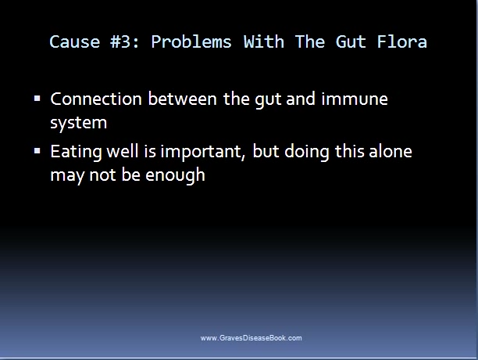 Cause #3: Problems With The Gut Flora
Connection between the gut and immune
system
Eating well is important, but doing this alone
may not be enough
www.GravesDiseaseBook.com